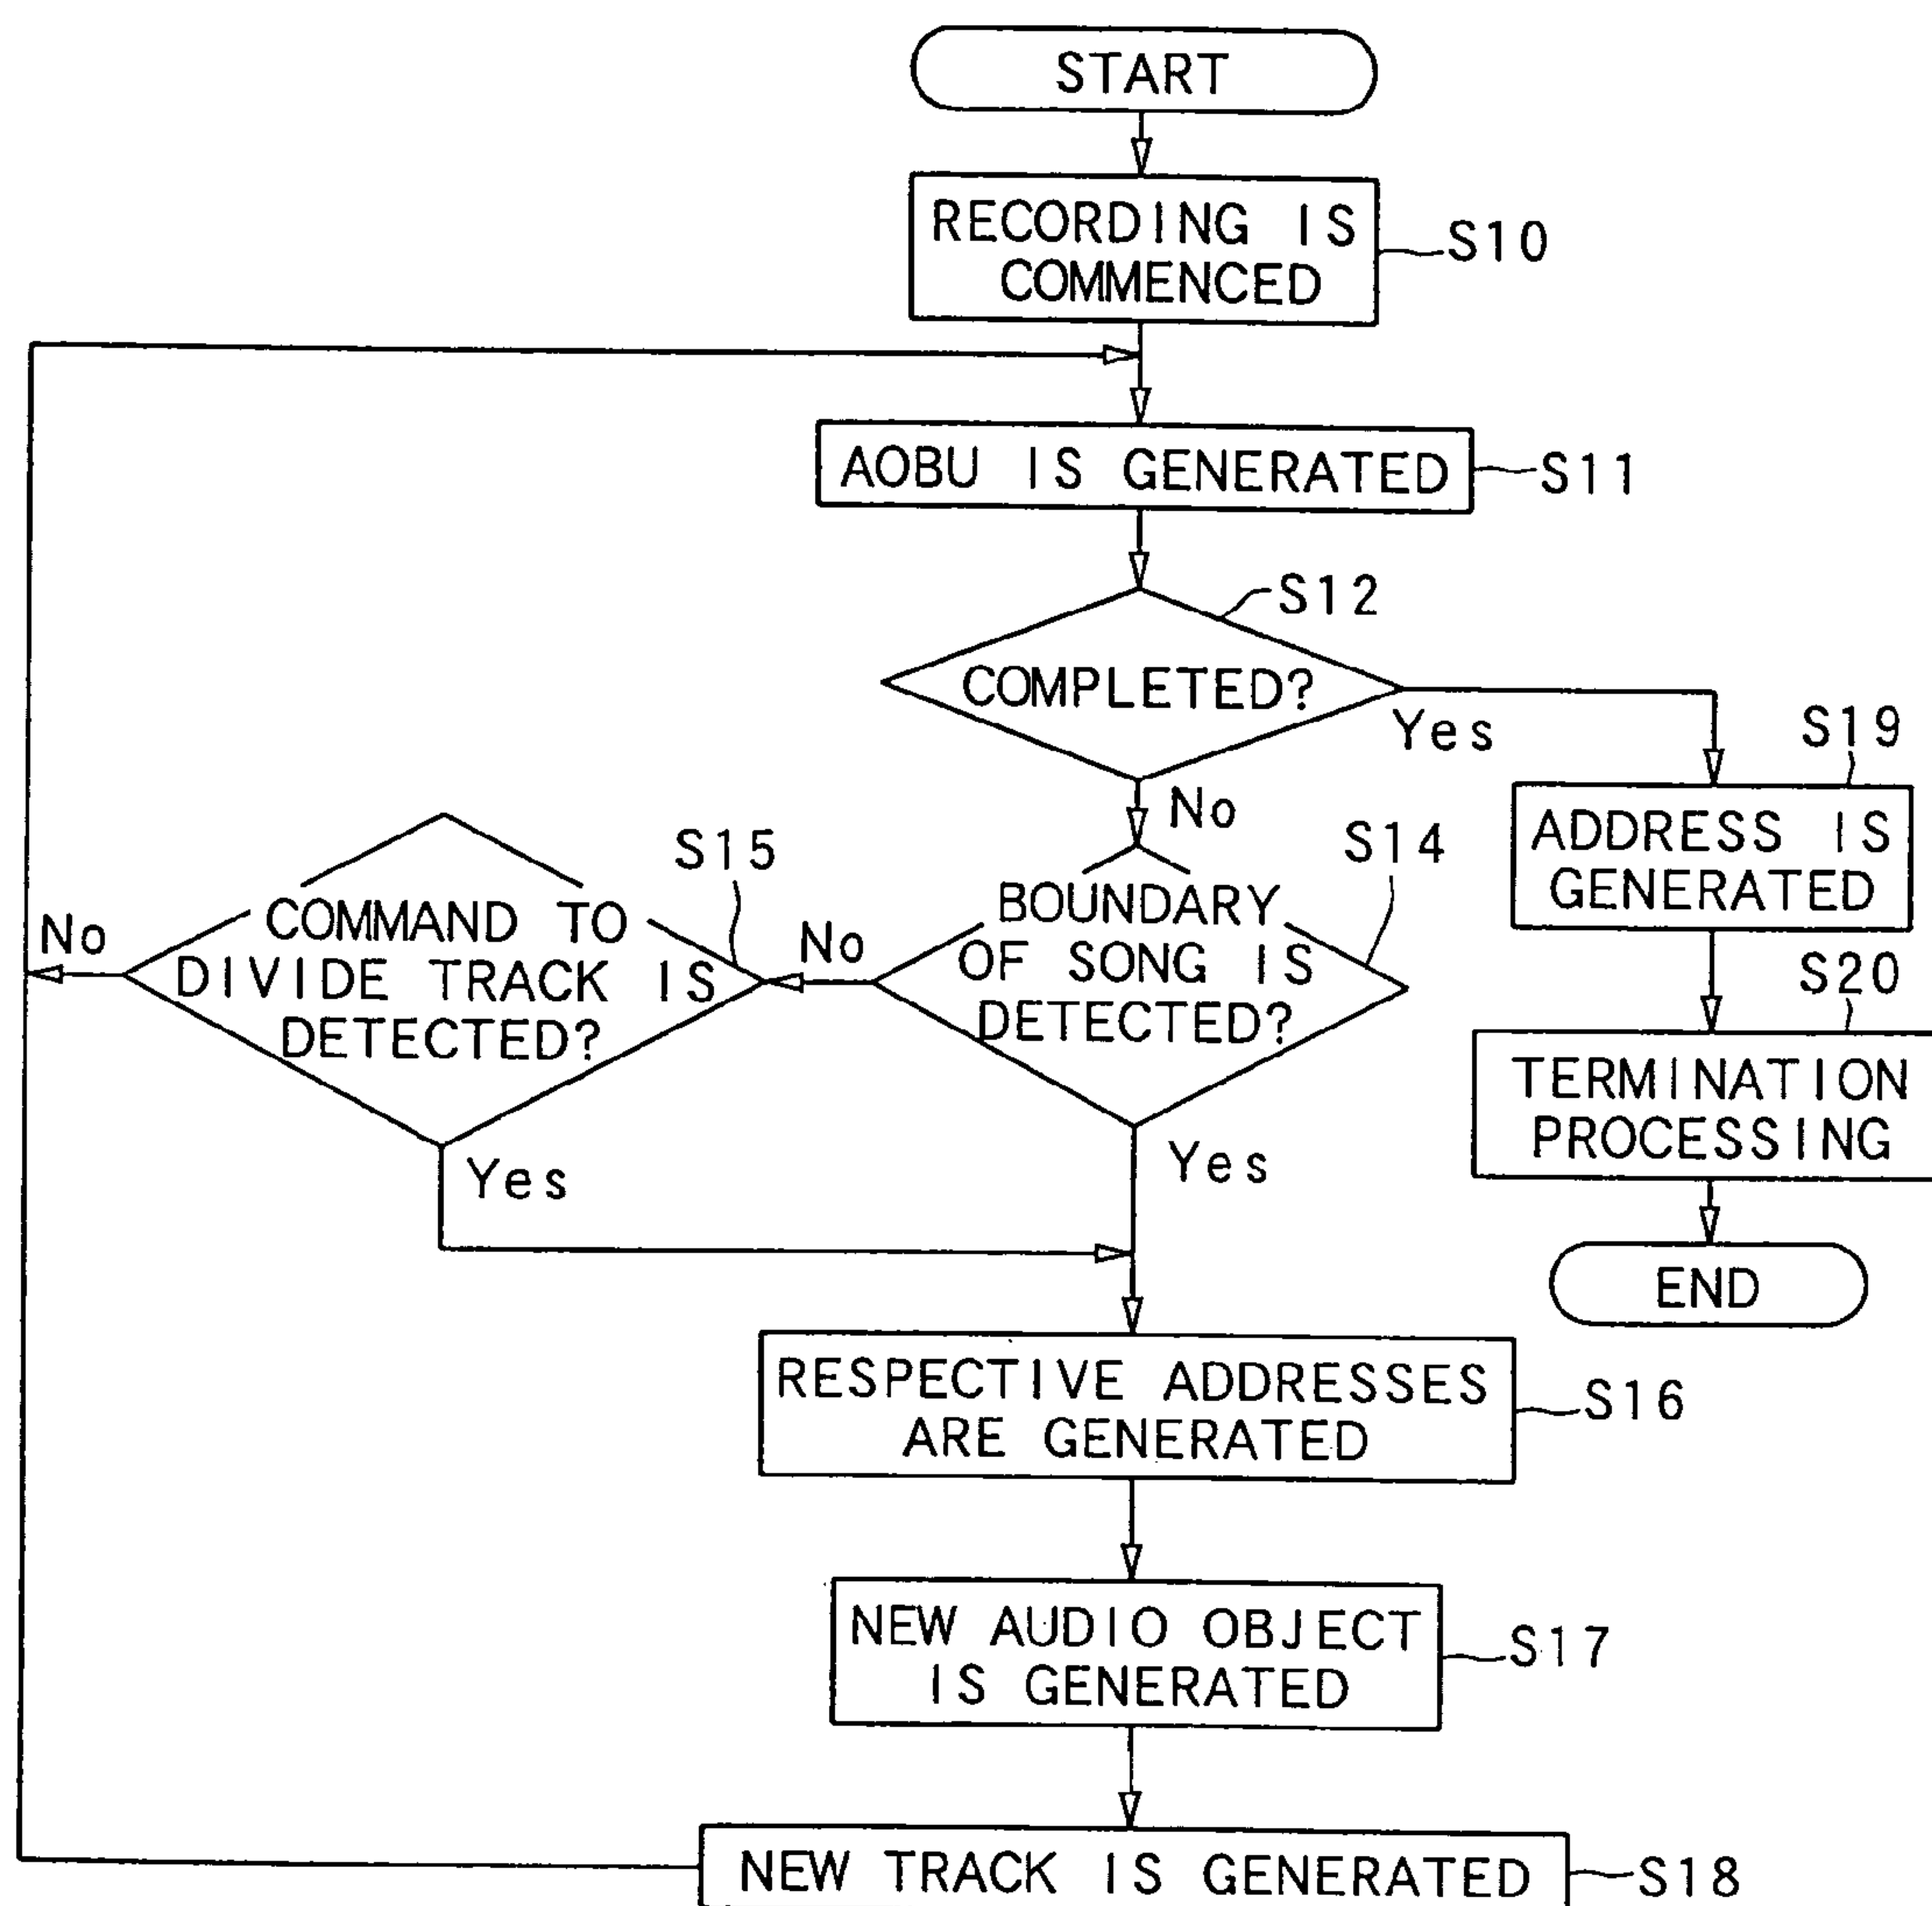 START
RECORDING IS
COMMENCED
S10
AOBU IS GENERATED
S11
S12
COMPLETED?
Yes
No
S19
ADDRESS IS
GENERATED
S20
TERMINATION
PROCESSING
END
S14
BOUNDARY
OF SONG IS
DETECTED?
No
Yes
S15
COMMAND TO
DIVIDE TRACK IS
DETECTED?
No
Yes
RESPECTIVE ADDRESSES
ARE GENERATED
S16
NEW AUDIO OBJECT
IS GENERATED
S17
NEW TRACK IS GENERATED
S18